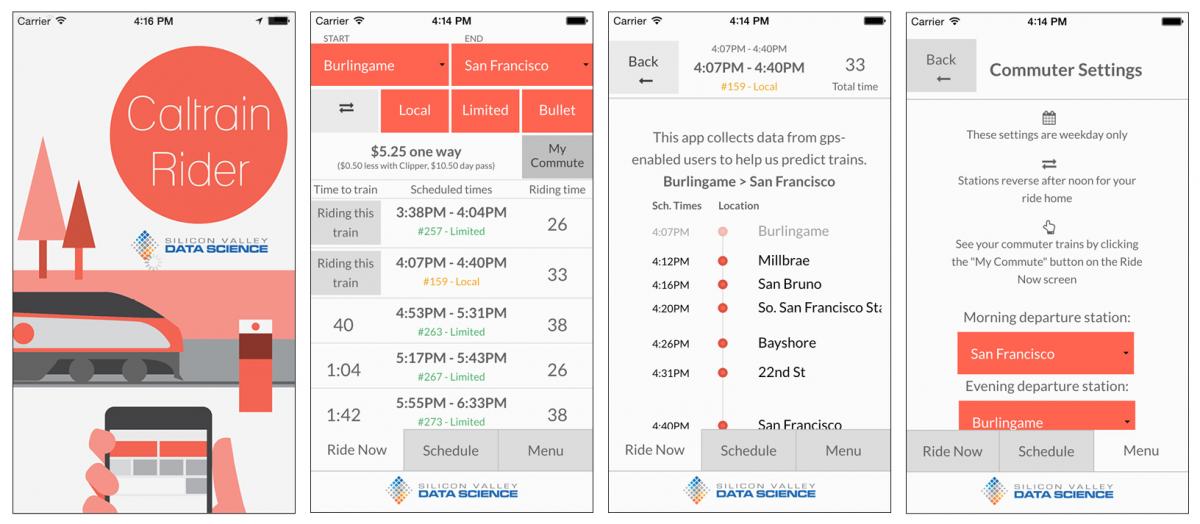 Carrier 4:16 PM
Caltrain
Rider
SILICON VALLEY
DATA SCIENCE
Carrier 4:14 PM
START END
Burlingame San Francisco
Local Limited Bullet
$5.25 one way
($0.50 less with Clipper, $10.50 day pass)
My
Commute
Time to train Scheduled times Riding time
Riding this
train
3:38PM - 4:04PM
#257 - Limited
26
Riding this
train
4:07PM - 4:40PM
#159 - Local
33
40
4:53PM - 5:31PM
#263 - Limited
38
1:04
5:17PM - 5:43PM
#267 - Limited
26
1:42
5:55PM - 6:33PM
#273 - Limited
38
Ride Now Schedule Menu
SILICON VALLEY
DATA SCIENCE
Carrier 4:14 PM
Back
4:07PM - 4:40PM
4:07PM - 4:40PM
#159 - Local
33
Total time
This app collects data from gps-
enabled users to help us predict trains.
Burlingame > San Francisco
Sch. Times Location
4:07PM Burlingame
4:12PM Millbrae
4:16PM San Bruno
4:20PM So. San Francisco Sta
4:26PM Bayshore
4:31PM 22nd St
4:40PM San Francisco
Ride Now Schedule Menu
SILICON VALLEY
DATA SCIENCE
Carrier 4:14 PM
Back
Commuter Settings
These settings are weekday only
Stations reverse after noon for your
ride home
See your commuter trains by clicking
the "My Commute" button on the Ride
Now screen
Morning departure station:
San Francisco
Evening departure station:
Burlingame
Ride Now Schedule Menu
SILICON VALLEY
DATA SCIENCE